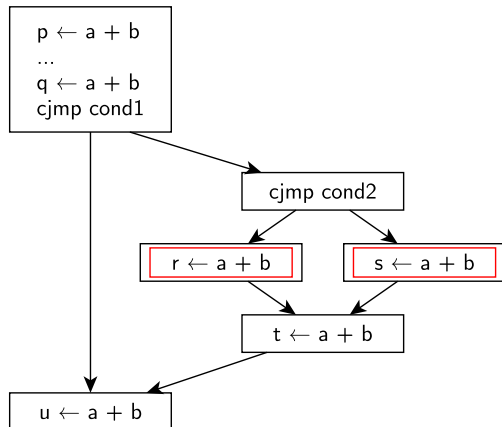 p ← a + b
...
q ← a + b
cjmp cond1
cjmp cond2
r ← a + b
s ← a + b
t ← a + b
u ← a + b